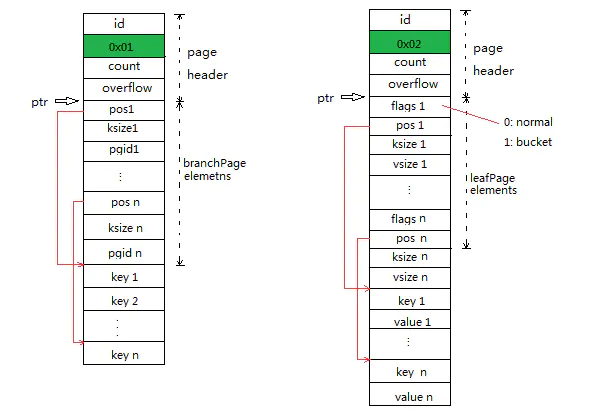 id
0x01
count
overflow
page
header
ptr
pos1
ksize1
pgid1
⋮
pos n
ksize n
pgid n
branchPage
elemetns
key 1
key 2
⋮
key n
id
0x02
count
overflow
page
header
ptr
flags 1
0: normal
1: bucket
pos 1
ksize 1
vsize 1
⋮
flags n
pos n
ksize n
vsize n
leafPage
elements
key 1
value 1
⋮
key n
value n